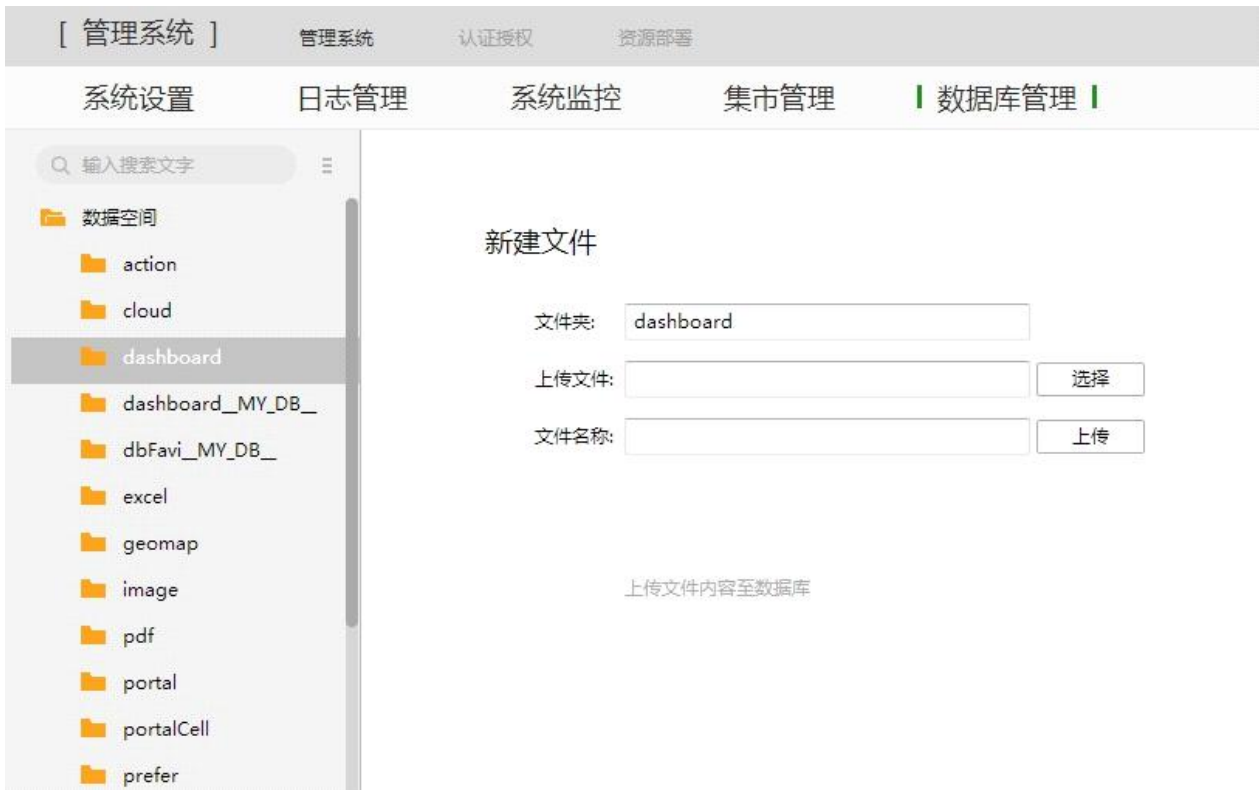 [ 管理系统 ] 管理系统 认证授权 资源部署
系统设置 日志管理 系统监控 集市管理 数据库管理
输入搜索文字
数据空间
action
cloud
dashboard
dashboard__MY_DB__
dbFavi__MY_DB__
excel
geomap
image
pdf
portal
portalCell
prefer
新建文件
文件夹: dashboard
上传文件: 选择
文件名称: 上传
上传文件内容至数据库